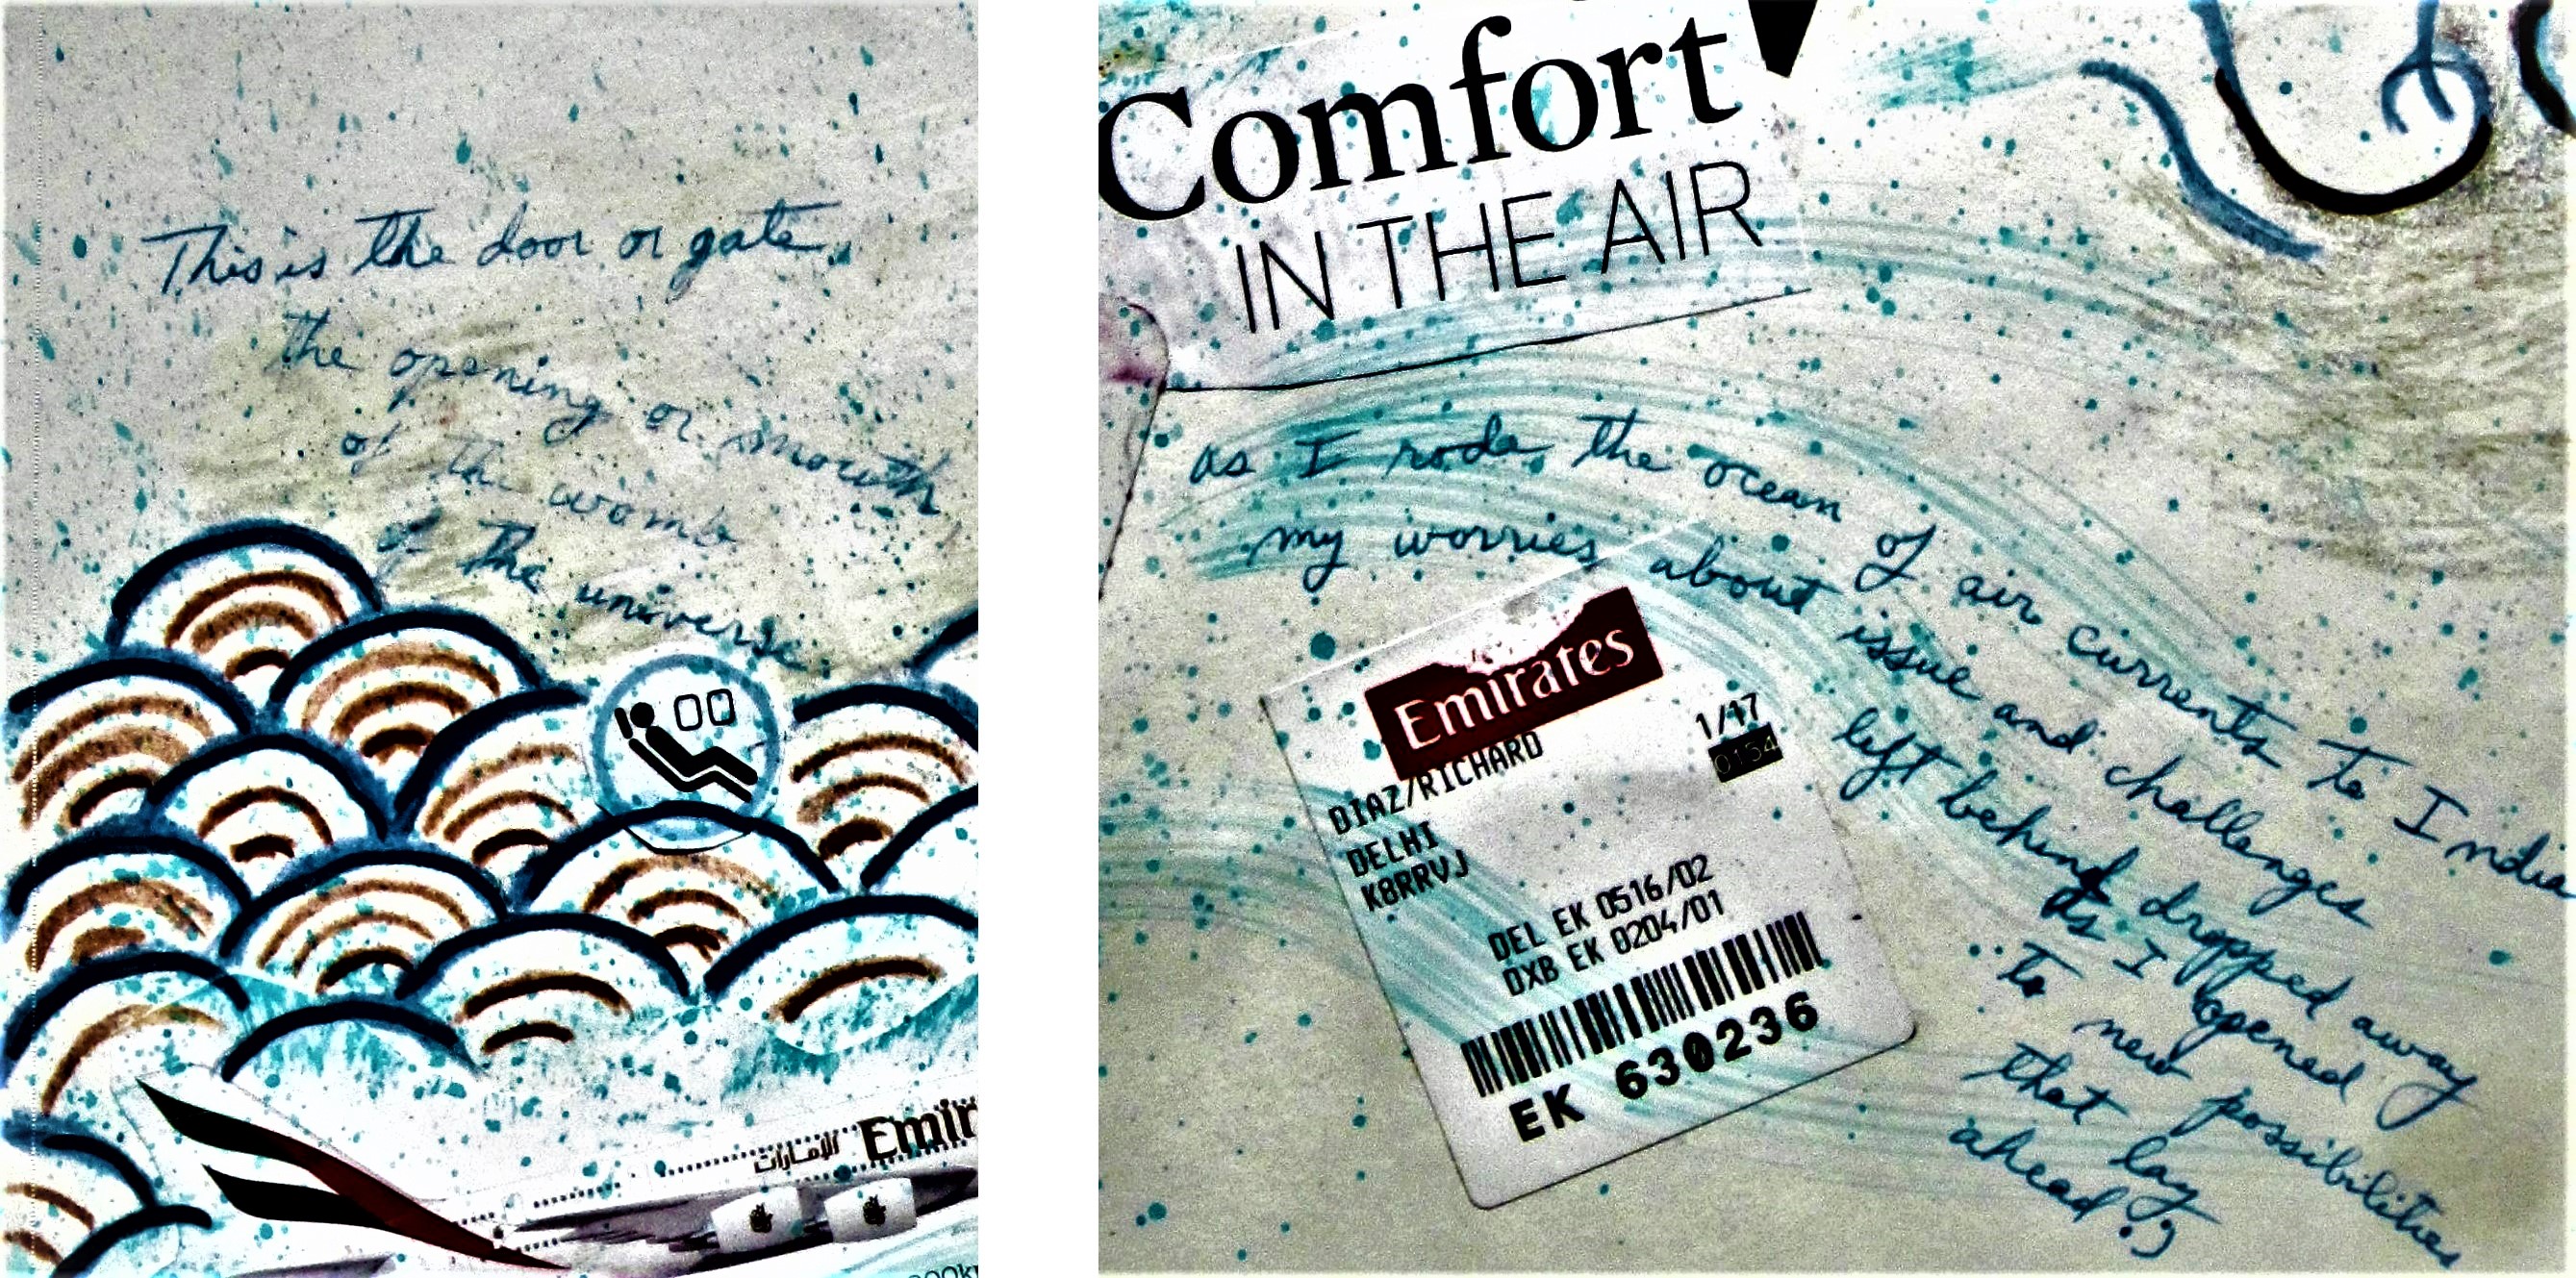 This is the door or gate,
the opening or mouth,
of the womb
of the universe
الإمارات Emir
Comfort
IN THE AIR
as I rode the ocean of air currents to India
my worries about issue and challenges
left behind dropped away
as I opened
to new possibilities
that lay
ahead
Emirates
1/47
0154
DIAZ/RICHARD
DELHI
K8RRVJ
DEL EK 0516/02
DXB EK 0204/01
EK 630236